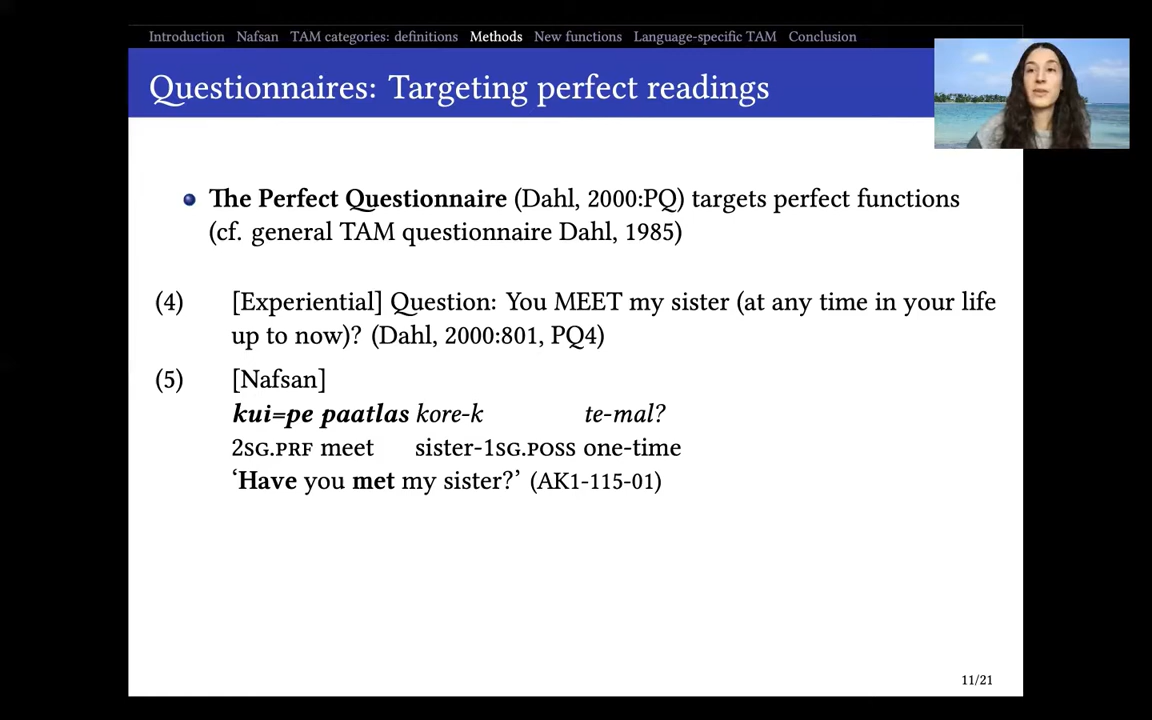 Introduction Nafsan TAM categories: definitions Methods New functions Language-specific TAM Conclusion
Questionnaires: Targeting perfect readings
The Perfect Questionnaire (Dahl, 2000:PQ) targets perfect functions
(cf. general TAM questionnaire Dahl, 1985)
(4) [Experiential] Question: You MEET my sister (at any time in your life
up to now)? (Dahl, 2000:801, PQ4)
(5) [Nafsan]
kui=pe paatlas kore-k te-mal?
2SG.PRF meet sister-1SG.POSS one-time
‘Have you met my sister?’ (AK1-115-01)
11/21